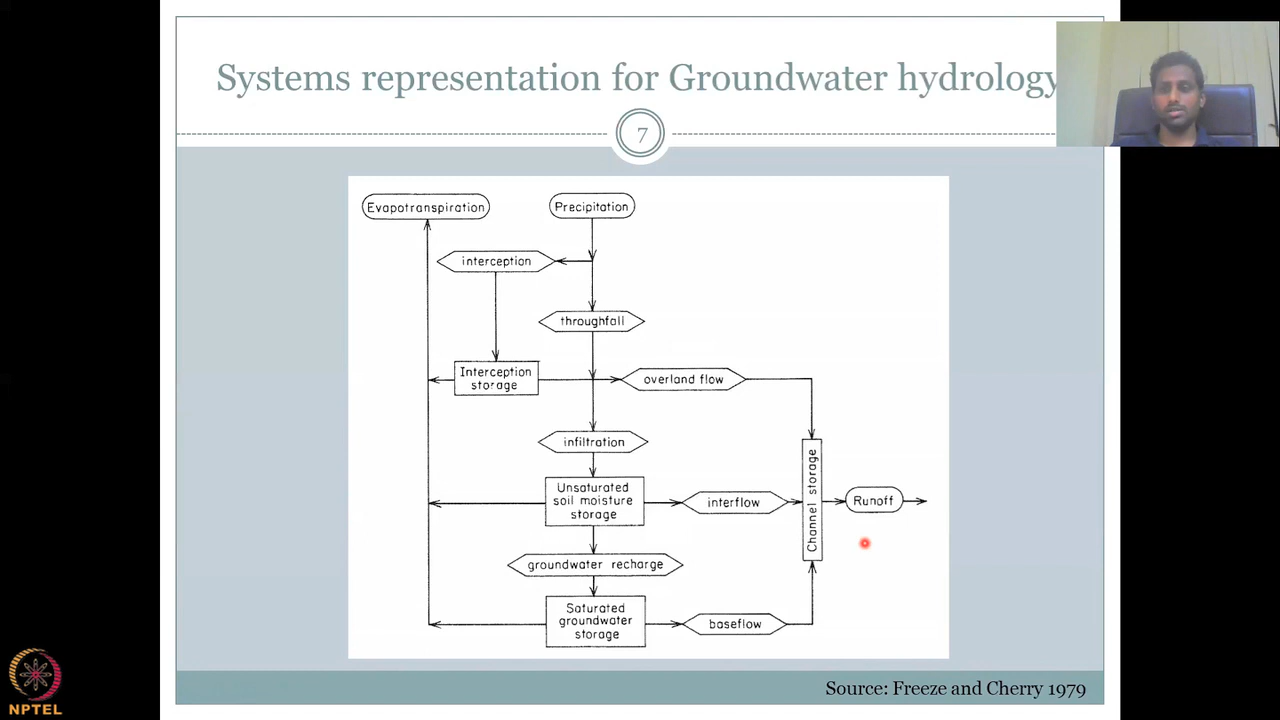 Systems representation for Groundwater hydrology
7
Evapotranspiration
Precipitation
interception
throughfall
Interception
storage
overland flow
infiltration
Unsaturated
soil moisture
storage
interflow
Channel storage
Runoff
groundwater recharge
Saturated
groundwater
storage
baseflow
Source: Freeze and Cherry 1979
NPTEL